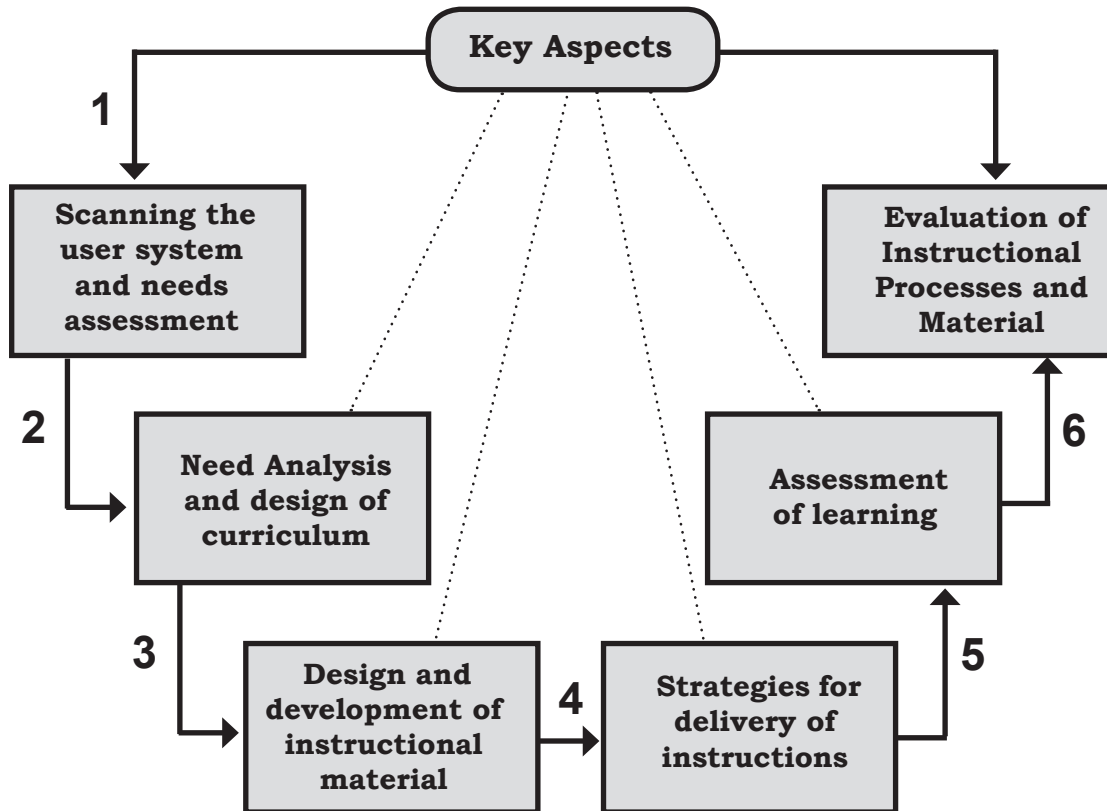 Key Aspects
1
Scanning the
user system
and needs
assessment
2
Need Analysis
and design of
curriculum
3
Design and
development of
instructional
material
4
Strategies for
delivery of
instructions
5
Assessment
of learning
6
Evaluation of
Instructional
Processes and
Material